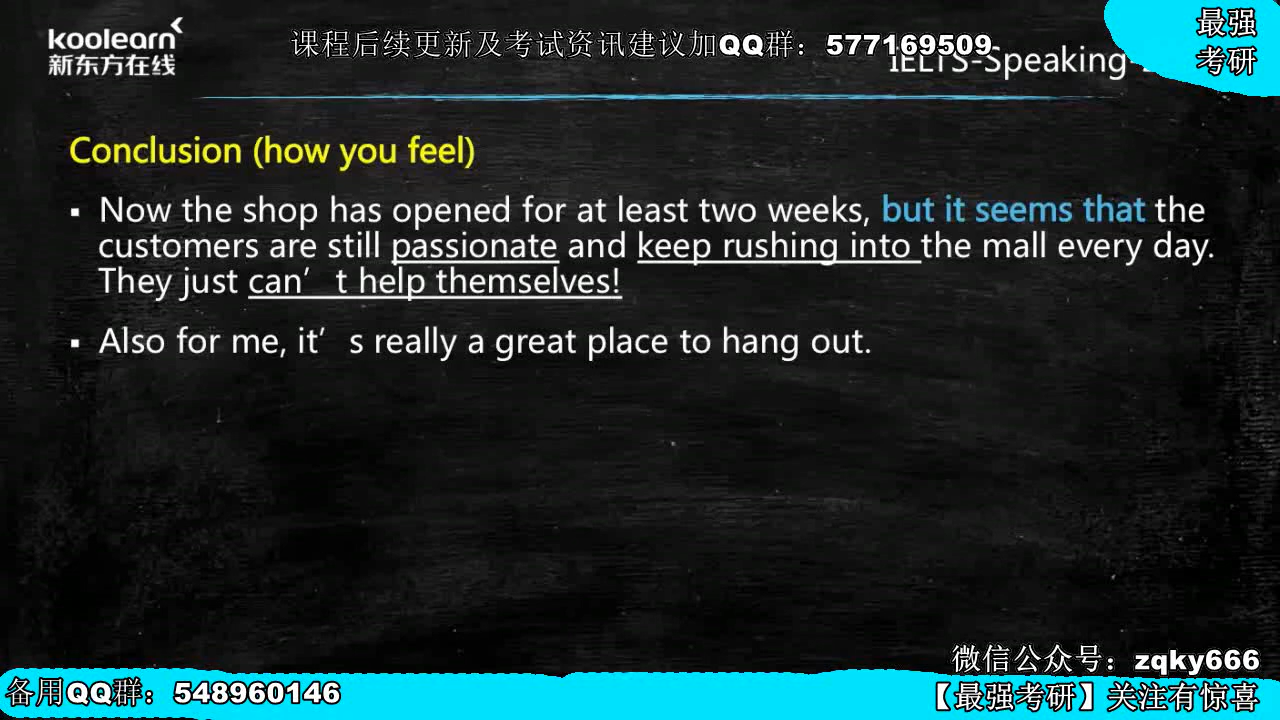 koolearn
新东方在线
课程后续更新及考试资讯建议加QQ群：577169509
IELTS-Speaking-
最强
考研
Conclusion (how you feel)
▪ Now the shop has opened for at least two weeks, but it seems that the
customers are still passionate and keep rushing into the mall every day.
They just can’t help themselves!
▪ Also for me, it’s really a great place to hang out.
微信公众号：zqky666
备用QQ群：548960146
【最强考研】关注有惊喜